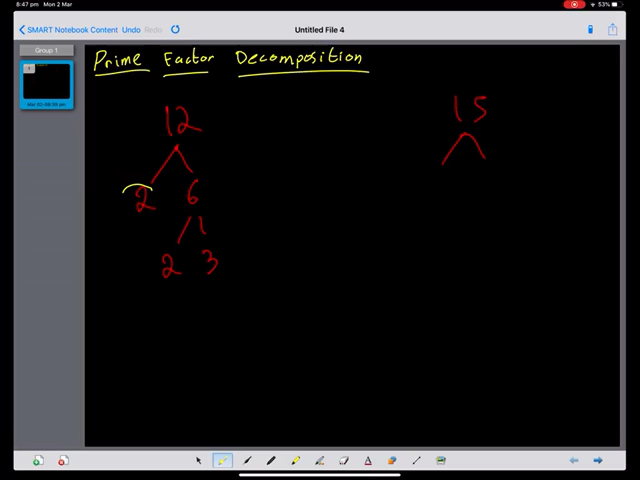 8:47 pm Mon 2 Mar 53%
SMART Notebook Content Undo Redo Untitled File 4
Group 1
Prime Factor Decomposition
12 15
2 6
2 3